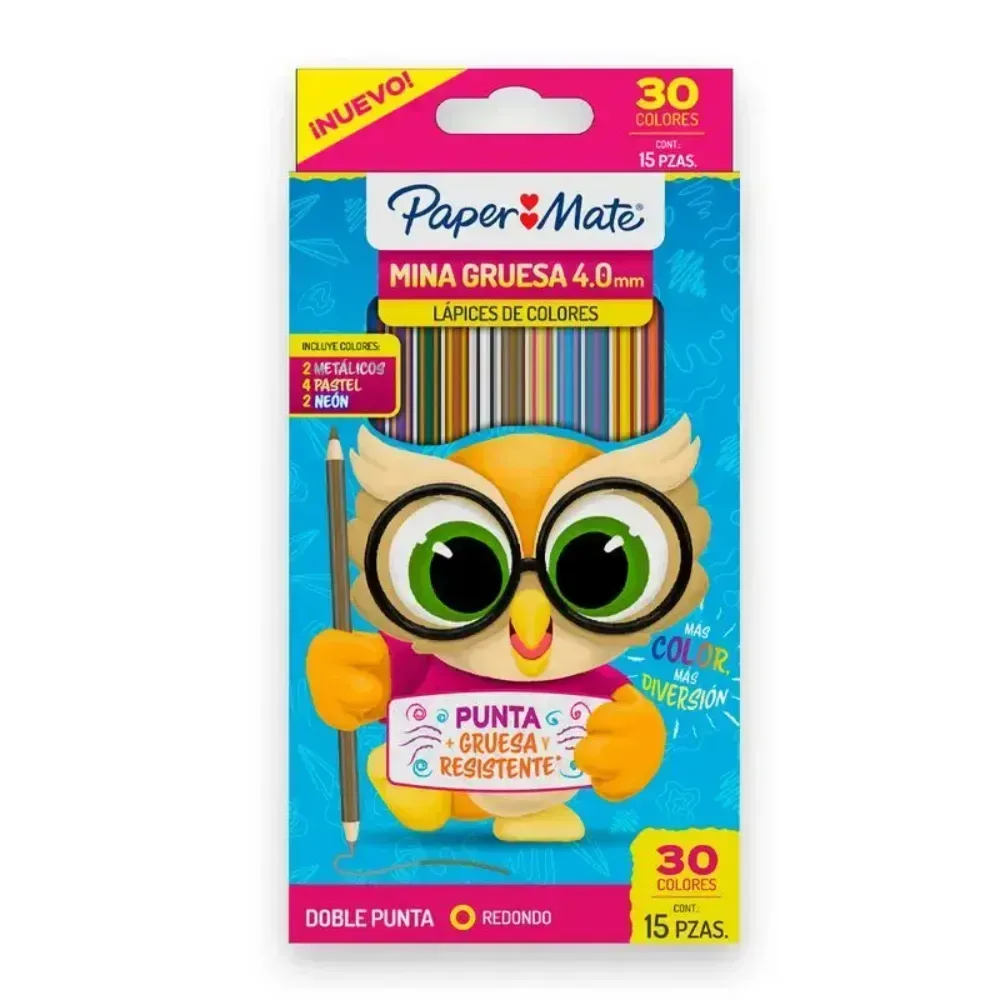 ¡NUEVO!
30
COLORES
CONT.:
15 PZAS.
Paper Mate®
MINA GRUESA 4.0mm
LÁPICES DE COLORES
INCLUYE COLORES:
2 METÁLICOS
4 PASTEL
2 NEÓN
MÁS
COLOR,
MÁS
DIVERSIÓN
PUNTA
+ GRUESA Y
RESISTENTE*
30
COLORES
CONT.:
15 PZAS.
DOBLE PUNTA REDONDO